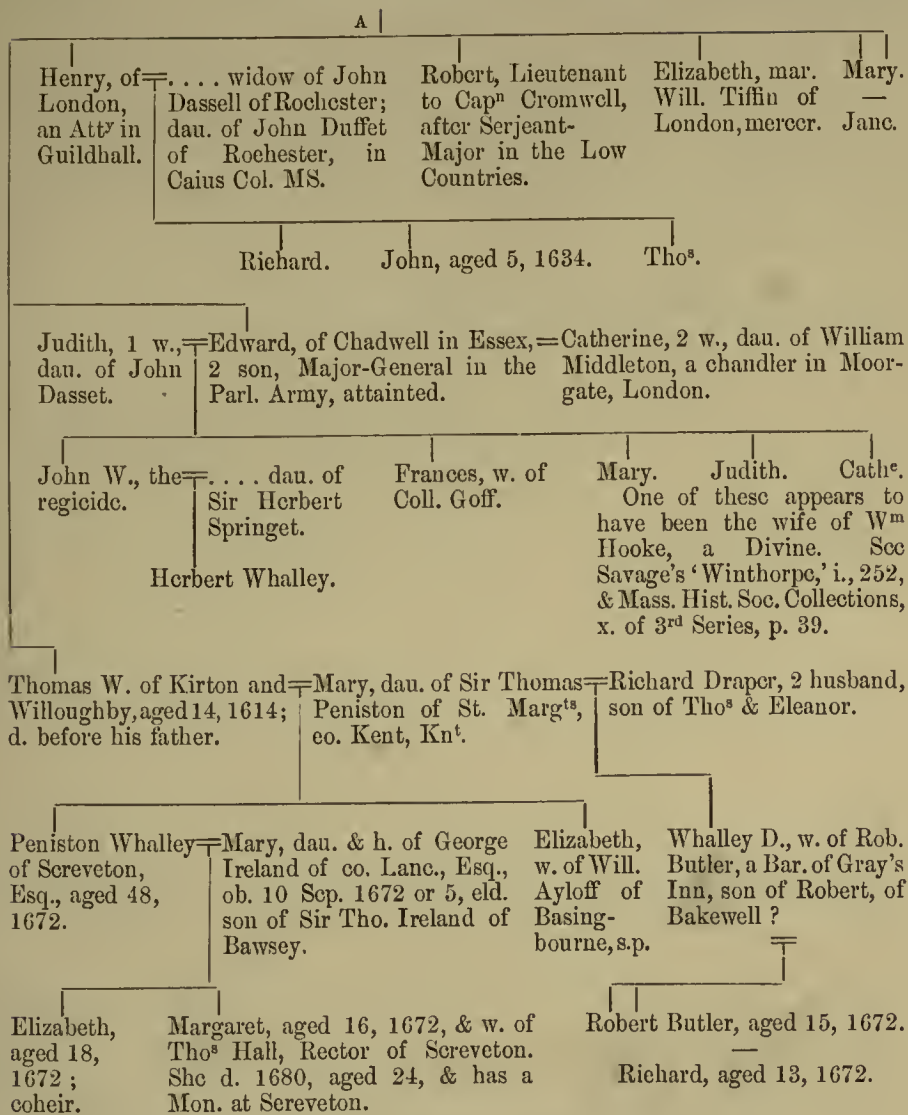 A
Henry, of
London,
an Attʸ in
Guildhall.
. . . . widow of John
Dassell of Rochester;
dau. of John Duffet
of Rochester, in
Caius Col. MS.
Robert, Lieutenant
to Capⁿ Cromwell,
after Serjeant-
Major in the Low
Countries.
Elizabeth, mar.
Will. Tiffin of
London, mercer.
Mary.
—
Jane.
Richard.
John, aged 5, 1634.
Thoˢ.
Judith, 1 w.,
dau. of John
Dasset.
Edward, of Chadwell in Essex,
2 son, Major-General in the
Parl. Army, attainted.
Catherine, 2 w., dau. of William
Middleton, a chandler in Moor-
gate, London.
John W., the
regicide.
. . . . dau. of
Sir Herbert
Springet.
Frances, w. of
Coll. Goff.
Mary. Judith. Cathᵉ.
One of these appears to
have been the wife of Wᵐ
Hooke, a Divine. See
Savage's ‘Winthorpe,’ i., 252,
& Mass. Hist. Soc. Collections,
x. of 3ʳᵈ Series, p. 39.
Herbert Whalley.
Thomas W. of Kirton and
Willoughby, aged 14, 1614;
d. before his father.
Mary, dau. of Sir Thomas
Peniston of St. Margᵗˢ,
co. Kent, Knᵗ.
Richard Draper, 2 husband,
son of Thoˢ & Eleanor.
Peniston Whalley
of Screveton,
Esq., aged 48,
1672.
Mary, dau. & h. of George
Ireland of co. Lanc., Esq.,
ob. 10 Sep. 1672 or 5, eld.
son of Sir Tho. Ireland of
Bawsey.
Elizabeth,
w. of Will.
Ayloff of
Basing-
bourne, s.p.
Whalley D., w. of Rob.
Butler, a Bar. of Gray's
Inn, son of Robert, of
Bakewell ?
Elizabeth,
aged 18,
1672 ;
coheir.
Margaret, aged 16, 1672, & w. of
Thoˢ Hall, Rector of Screveton.
She d. 1680, aged 24, & has a
Mon. at Screveton.
Robert Butler, aged 15, 1672.
—
Richard, aged 13, 1672.